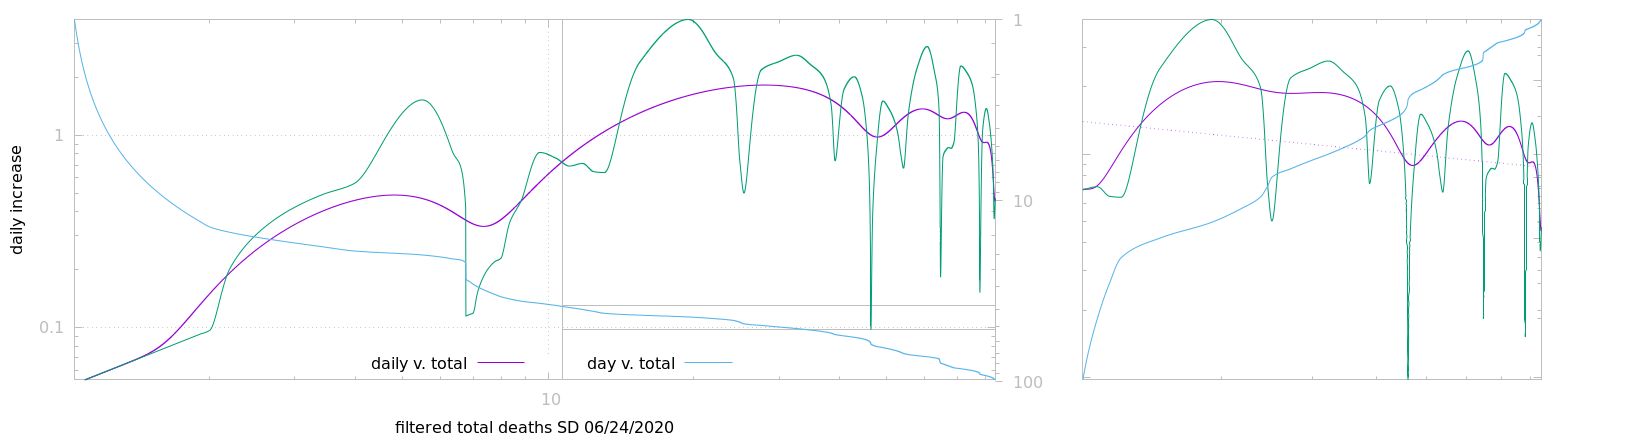 1
1
daily increase
10
0.1
daily v. total
day v. total
100
10
filtered total deaths SD 06/24/2020